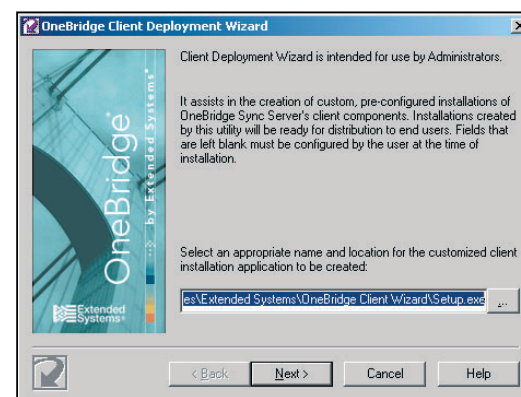 OneBridge Client Deployment Wizard
Client Deployment Wizard is intended for use by Administrators.
It assists in the creation of custom, pre-configured installations of
OneBridge Sync Server's client components. Installations created
by this utility will be ready for distribution to end users. Fields that
are left blank must be configured by the user at the time of
installation.
OneBridge
by Extended Systems
Select an appropriate name and location for the customized client
installation application to be created:
es\Extended Systems\OneBridge Client Wizard\Setup.exe
...
Extended
Systems
< Back
Next >
Cancel
Help